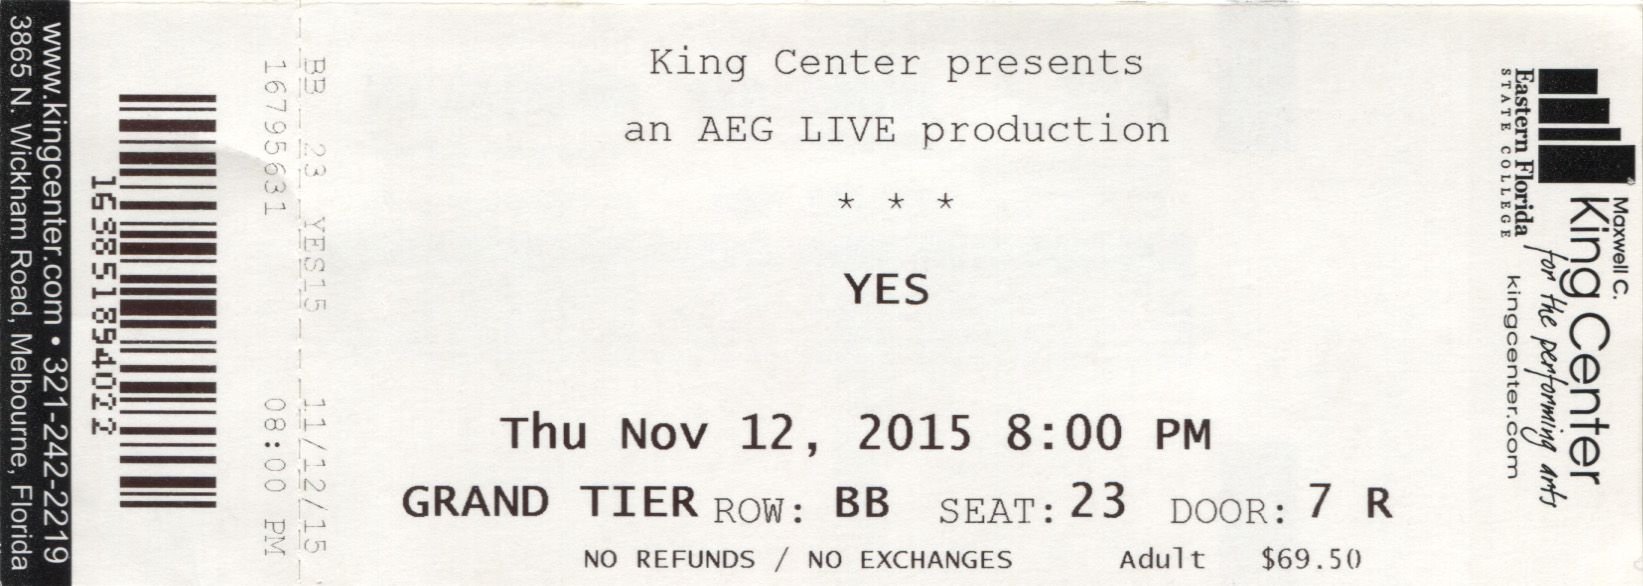 www.kingcenter.com • 321-242-2219
3865 N. Wickham Road, Melbourne, Florida
163851894022
BB 23 YES15 11/12/15
16795631 08:00 PM
King Center presents
an AEG LIVE production
* * *
YES
Thu Nov 12, 2015 8:00 PM
GRAND TIER ROW: BB SEAT: 23 DOOR: 7 R
NO REFUNDS / NO EXCHANGES Adult $69.50
Maxwell C.
King Center
for the performing arts
Eastern Florida
STATE COLLEGE
kingcenter.com